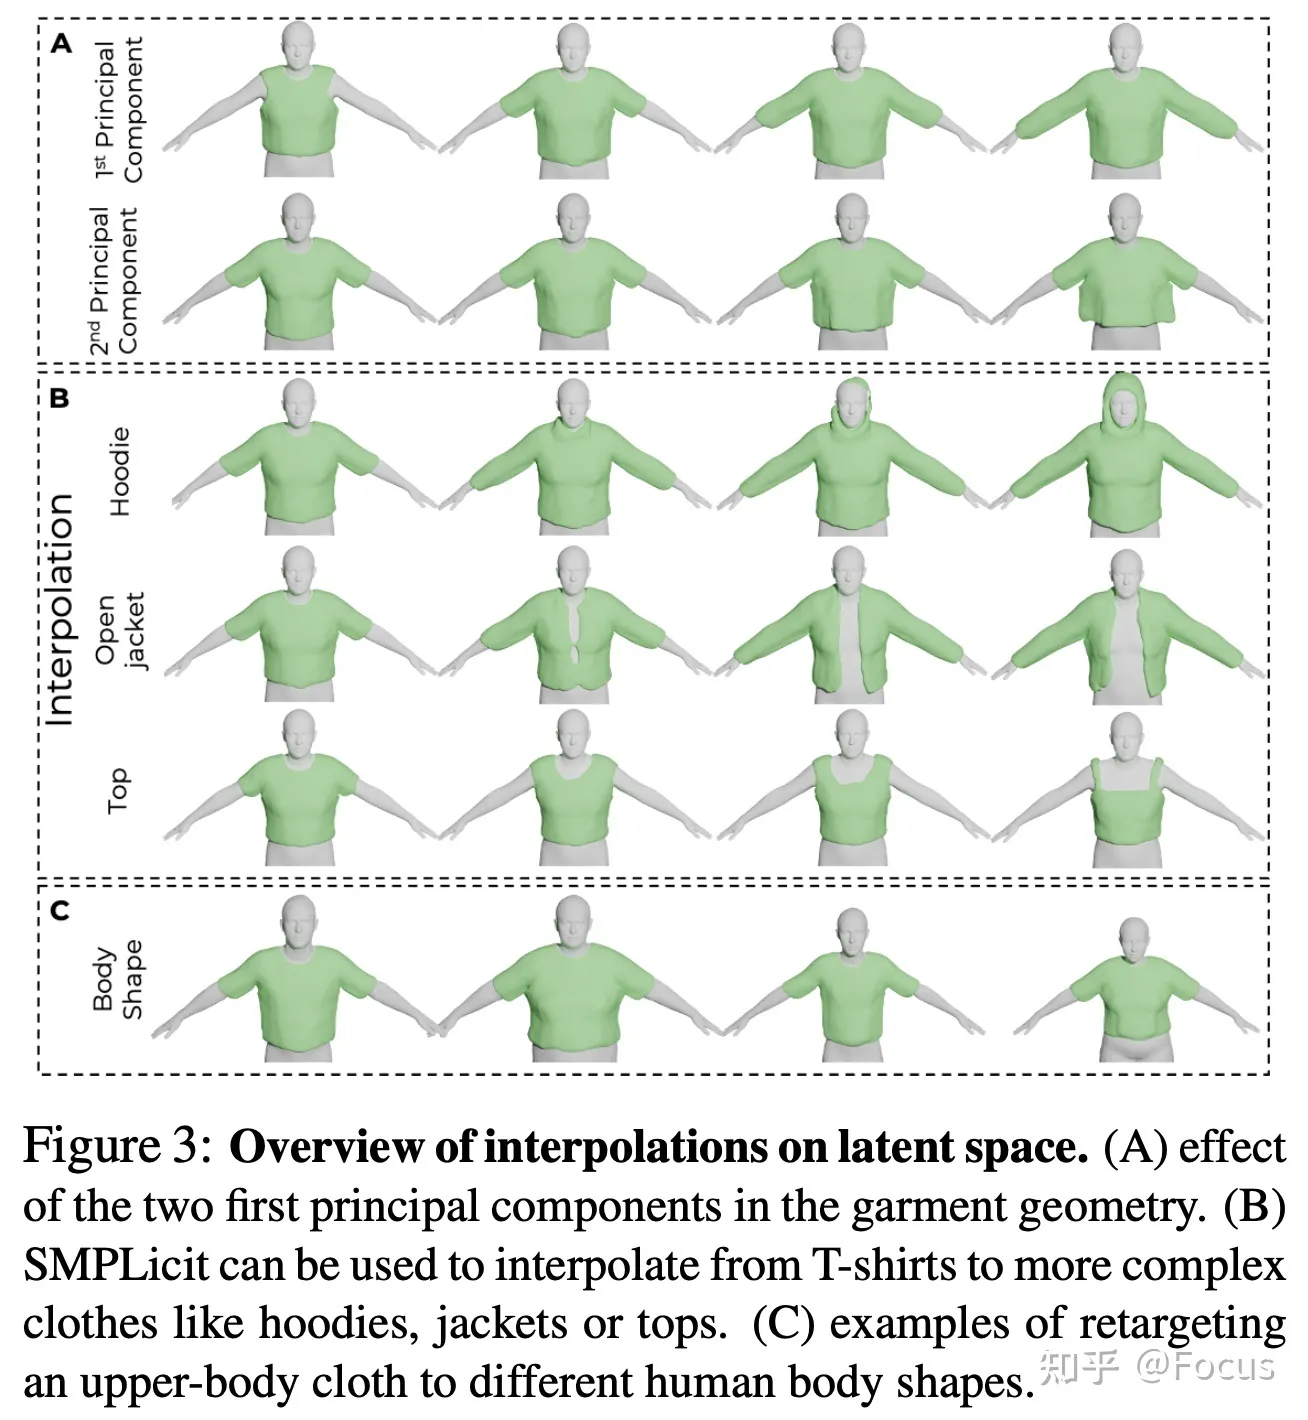 A
1st Principal
Component
2nd Principal
Component
B
Interpolation
Hoodie
Open
jacket
Top
C
Body
Shape
Figure 3: Overview of interpolations on latent space. (A) effect
of the two first principal components in the garment geometry. (B)
SMPLicit can be used to interpolate from T-shirts to more complex
clothes like hoodies, jackets or tops. (C) examples of retargeting
an upper-body cloth to different human body shapes.
知乎 @Focus